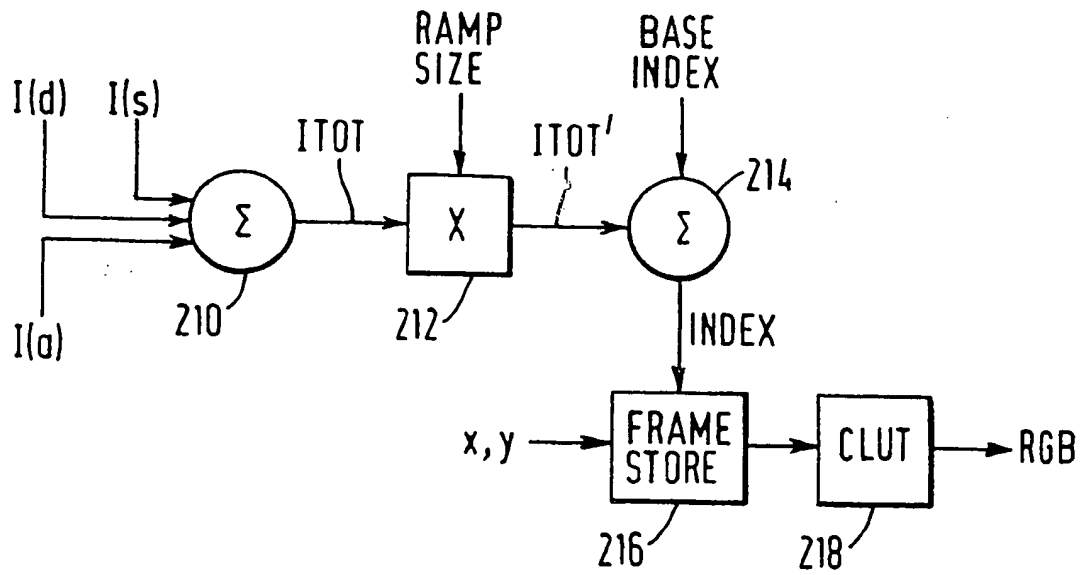 RAMP
SIZE
BASE
INDEX
I(d)
I(s)
ITOT
ITOT'
214
Σ
X
Σ
210
212
I(a)
INDEX
x, y
FRAME
STORE
CLUT
RGB
216
218